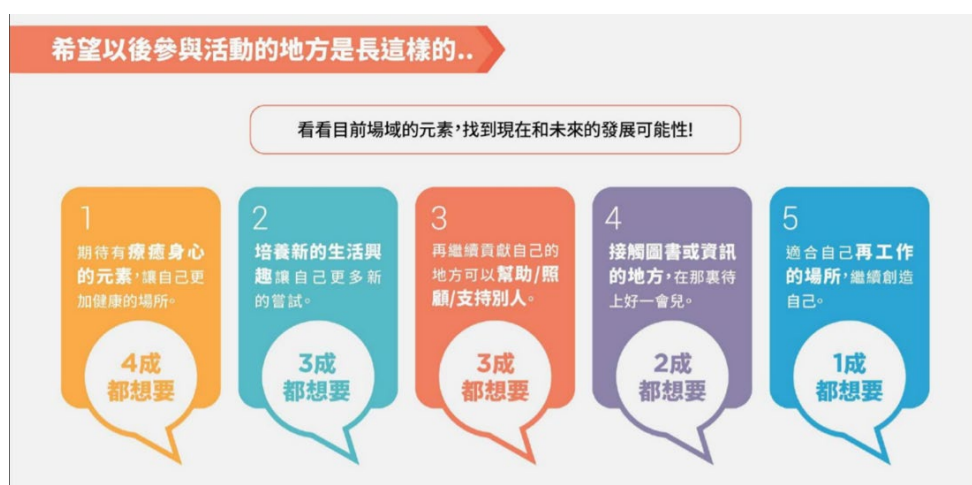 希望以後參與活動的地方是長這樣的..
看看目前場域的元素,找到現在和未來的發展可能性!
1
期待有療癒身心
的元素,讓自己更
加健康的場所。
4成
都想要
2
培養新的生活興
趣讓自己更多新
的嘗試。
3成
都想要
3
再繼續貢獻自己的
地方可以幫助/照
顧/支持別人。
3成
都想要
4
接觸圖書或資訊
的地方,在那裏待
上好一會兒。
2成
都想要
5
適合自己再工作
的場所,繼續創造
自己。
1成
都想要